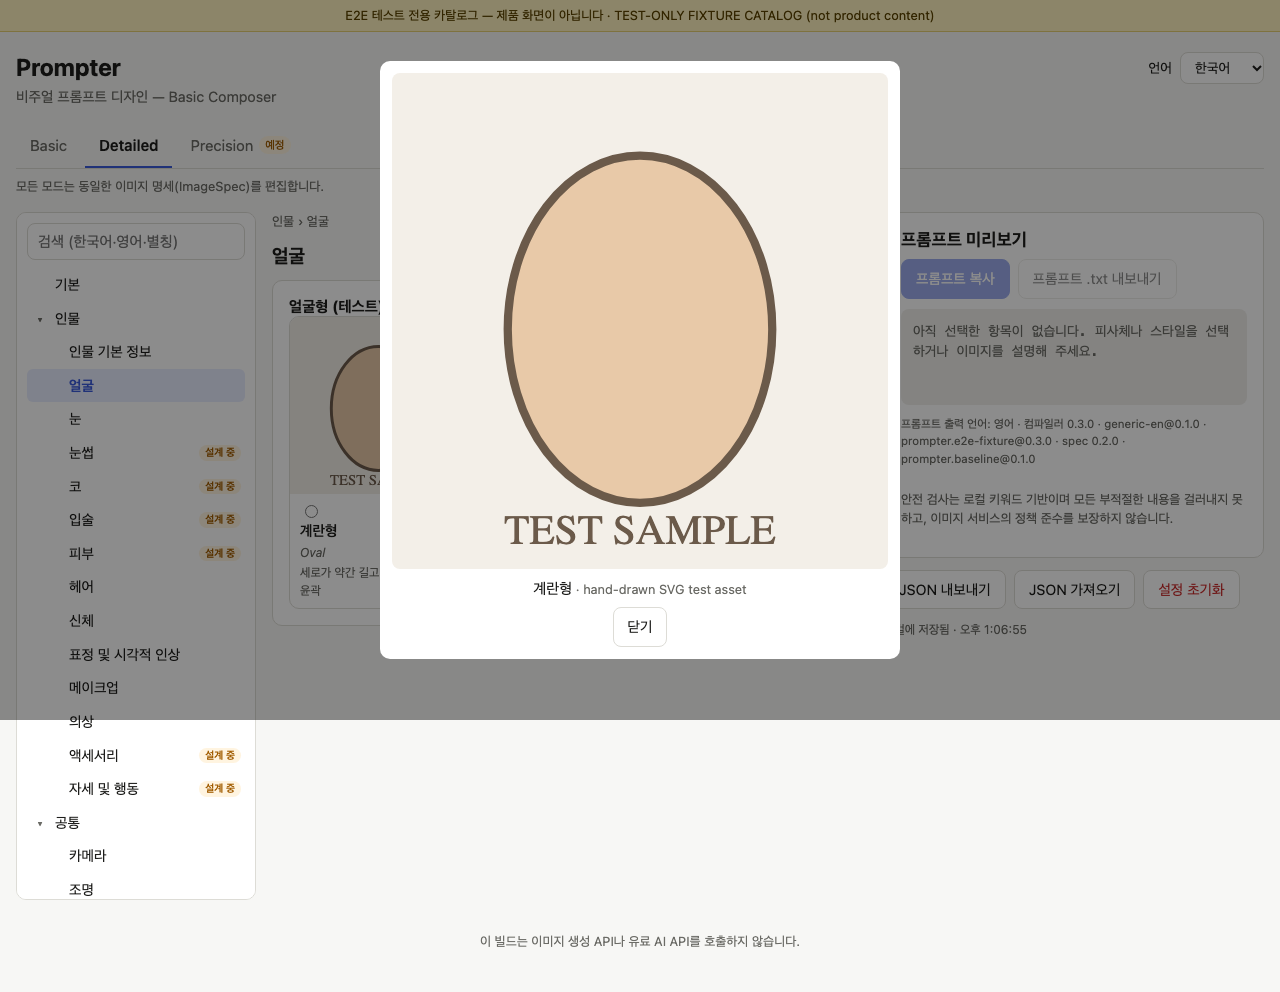 E2E 테스트 전용 카탈로그 — 제품 화면이 아닙니다 · TEST-ONLY FIXTURE CATALOG (not product content)
Prompter
비주얼 프롬프트 디자인 — Basic Composer
언어
한국어
Basic
Detailed
Precision 예정
모든 모드는 동일한 이미지 명세(ImageSpec)를 편집합니다.
검색 (한국어·영어·별칭)
기본
▾ 인물
인물 기본 정보
얼굴
눈
눈썹 설계 중
코 설계 중
입술 설계 중
피부 설계 중
헤어
신체
표정 및 시각적 인상
메이크업
의상
액세서리 설계 중
자세 및 행동 설계 중
▾ 공통
카메라
조명
인물 › 얼굴
얼굴
얼굴형 (테스트)
TEST SA
계란형
Oval
세로가 약간 길고
윤곽
TEST SAMPLE
계란형 · hand-drawn SVG test asset
닫기
프롬프트 미리보기
프롬프트 복사
프롬프트 .txt 내보내기
아직 선택한 항목이 없습니다. 피사체나 스타일을 선택
하거나 이미지를 설명해 주세요.
프롬프트 출력 언어: 영어 · 컴파일러 0.3.0 · generic-en@0.1.0 ·
prompter.e2e-fixture@0.3.0 · spec 0.2.0 ·
prompter.baseline@0.1.0
안전 검사는 로컬 키워드 기반이며 모든 부적절한 내용을 걸러내지 못
하고, 이미지 서비스의 정책 준수를 보장하지 않습니다.
JSON 내보내기
JSON 가져오기
설정 초기화
에 저장됨 · 오후 1:06:55
이 빌드는 이미지 생성 API나 유료 AI API를 호출하지 않습니다.